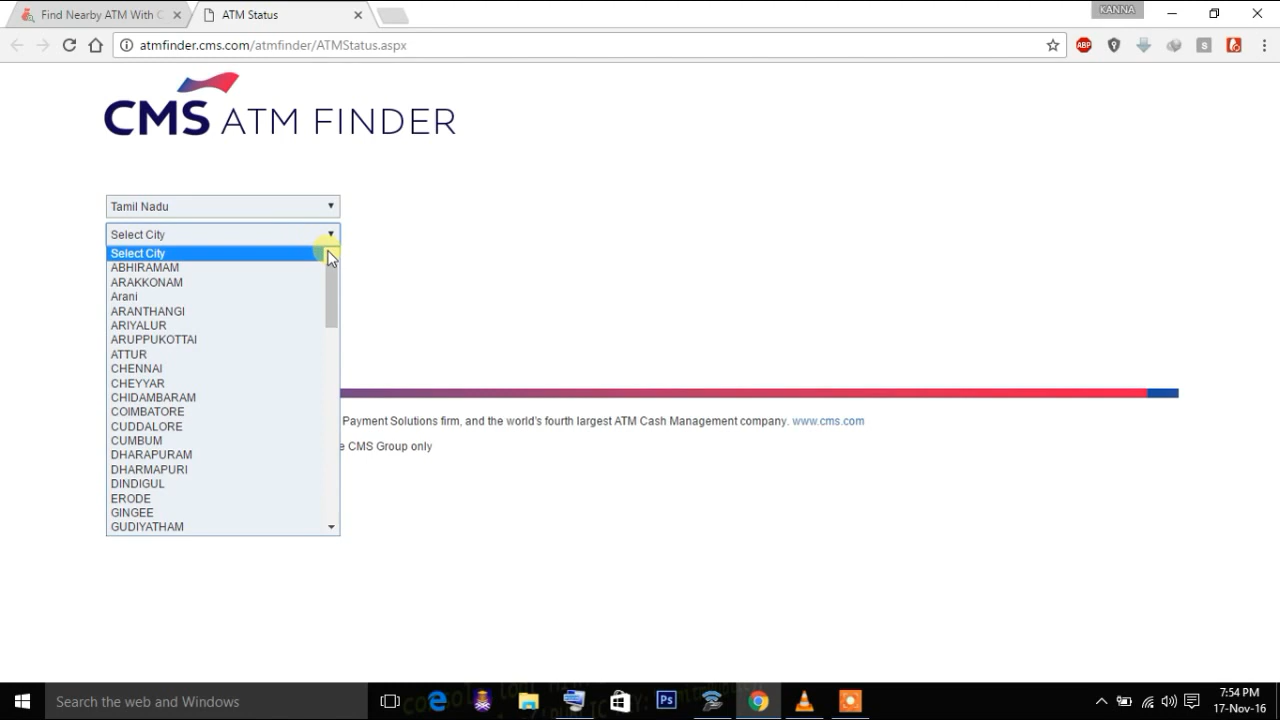 Find Nearby ATM With C
ATM Status
KANNA
atmfinder.cms.com/atmfinder/ATMStatus.aspx
ABP
S
CMS ATM FINDER
Tamil Nadu
Select City
Select City
ABHIRAMAM
ARAKKONAM
Arani
ARANTHANGI
ARIYALUR
ARUPPUKOTTAI
ATTUR
CHENNAI
CHEYYAR
CHIDAMBARAM
COIMBATORE
CUDDALORE
CUMBUM
DHARAPURAM
DHARMAPURI
DINDIGUL
ERODE
GINGEE
GUDIYATHAM
Payment Solutions firm, and the world's fourth largest ATM Cash Management company. www.cms.com
e CMS Group only
Search the web and Windows
Ps
7:54 PM
17-Nov-16